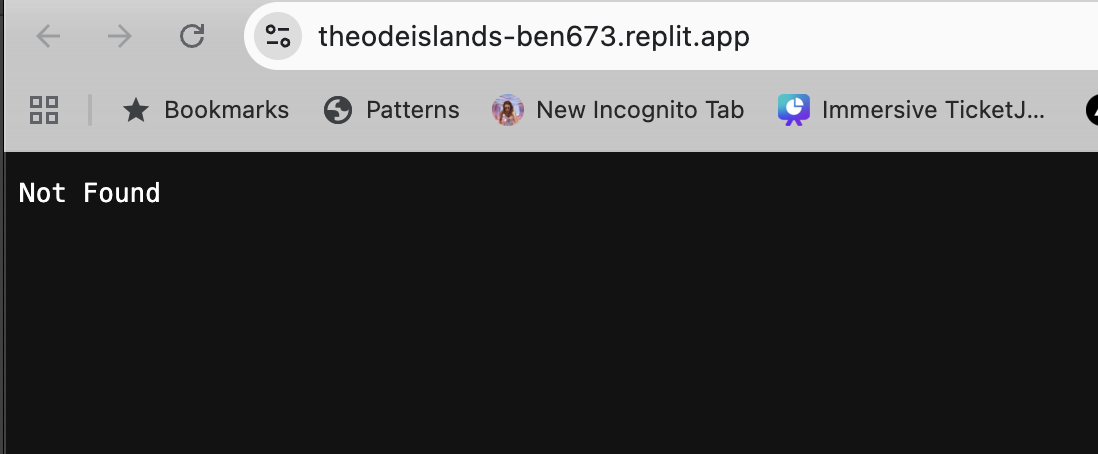 theodeislands-ben673.replit.app
Bookmarks Patterns New Incognito Tab Immersive TicketJ...
Not Found